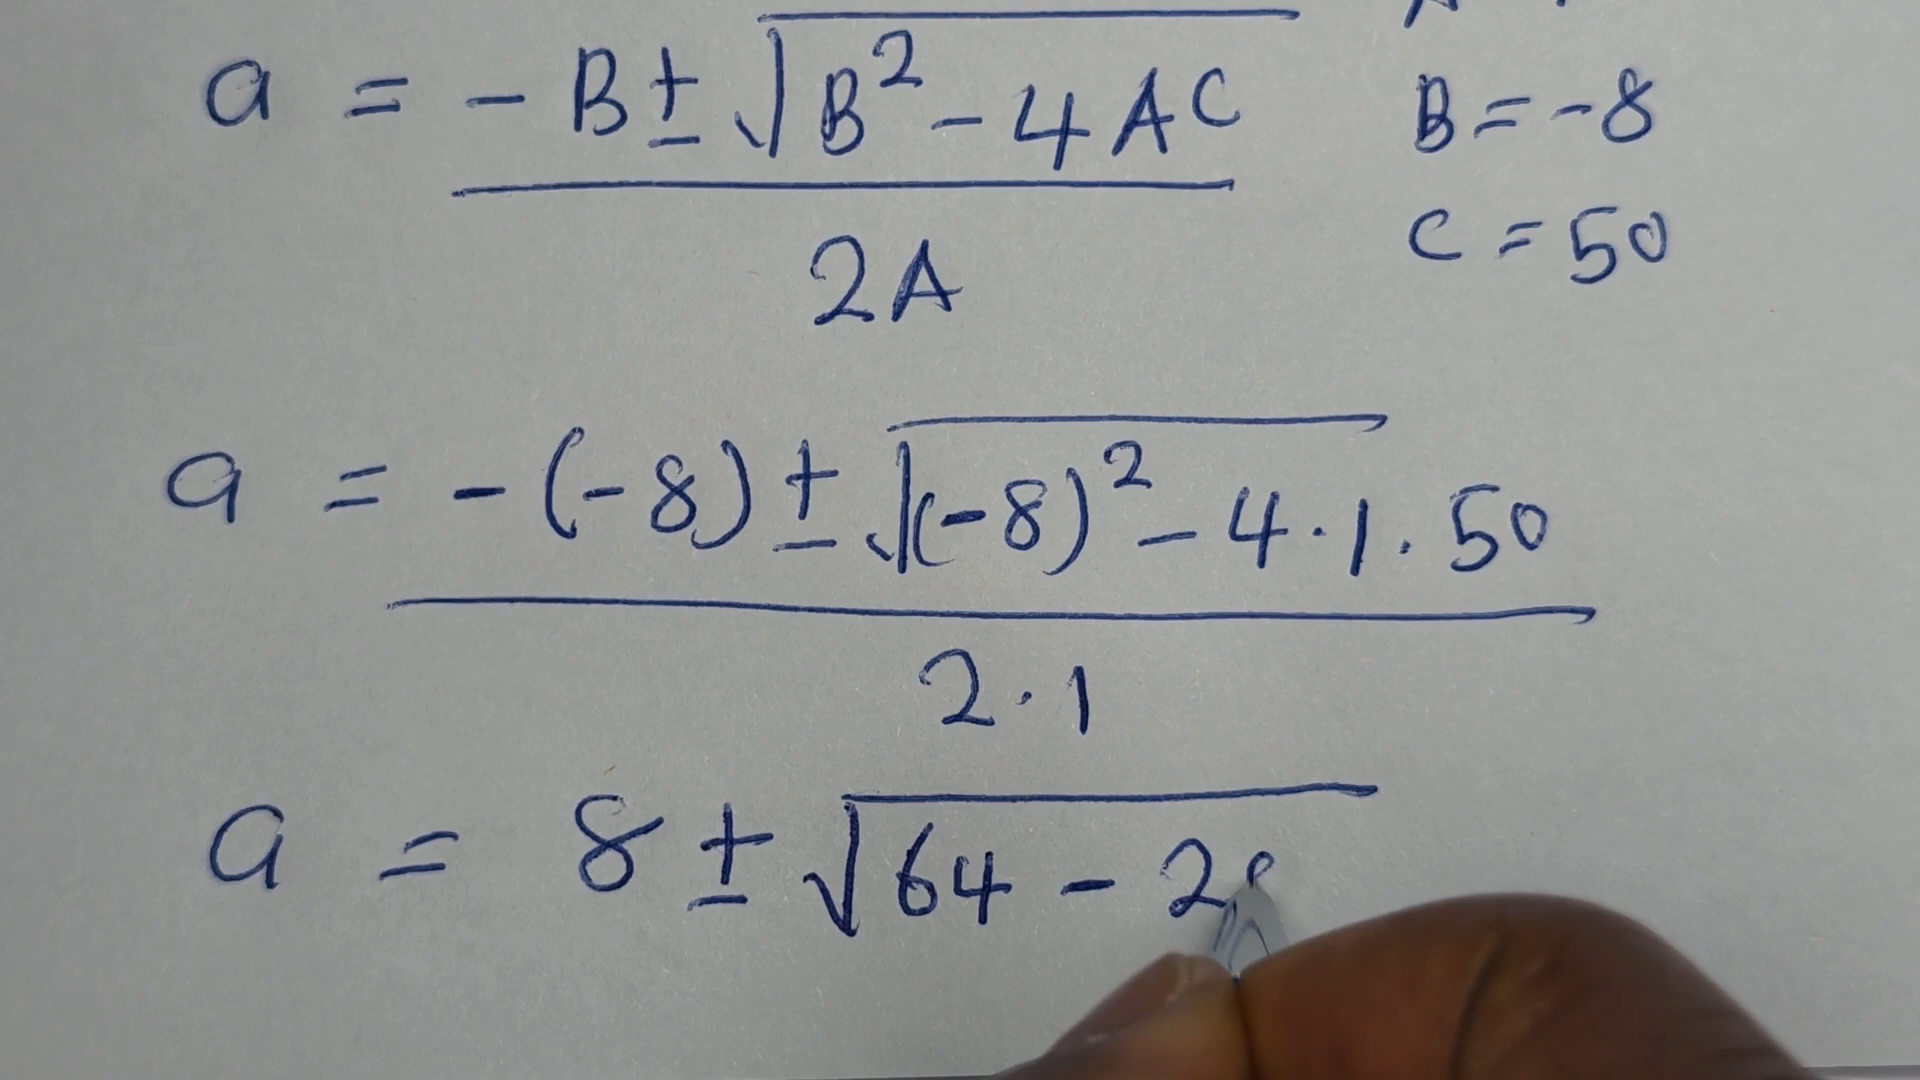 a = -B ± √B² - 4AC
B = -8
2A
C = 50
a = -(-8) ± √(-8)² - 4 · 1 · 50
2 · 1
a = 8 ± √64 - 2